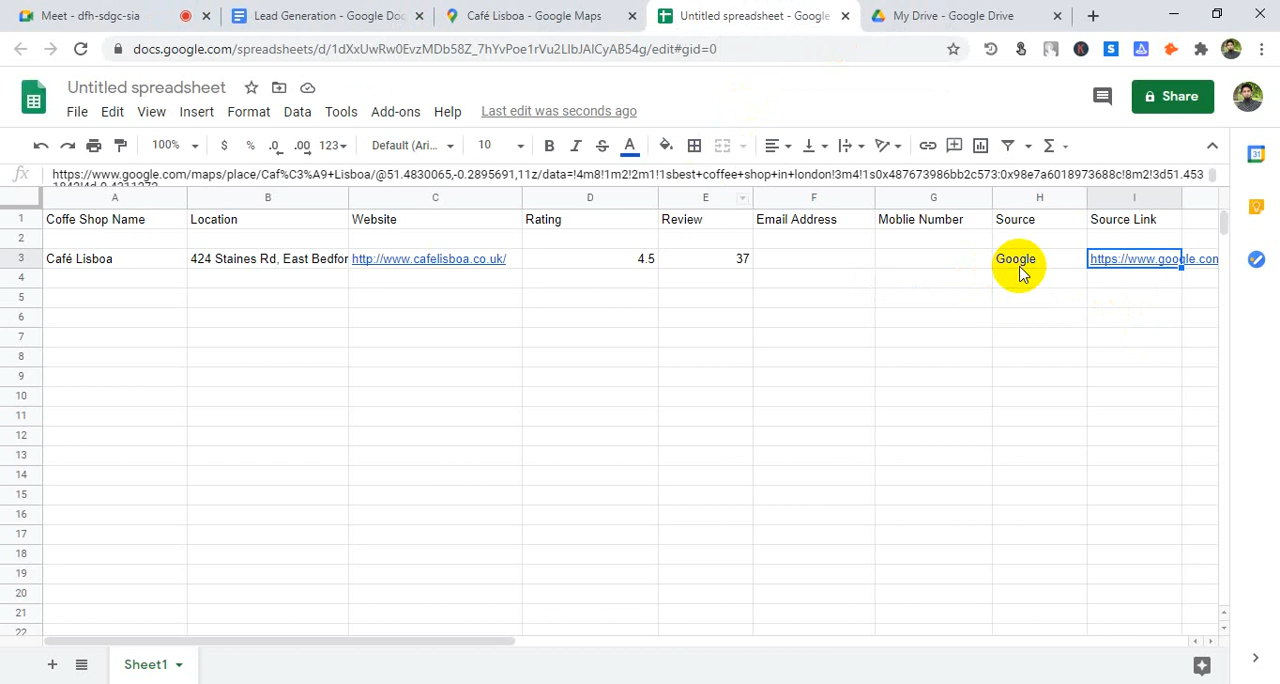 Meet - dfh-sdgc-sia
Lead Generation - Google Doc
Café Lisboa - Google Maps
Untitled spreadsheet - Google
My Drive - Google Drive
docs.google.com/spreadsheets/d/1dXxUwRw0EvzMDb58Z_7hYvPoe1rVu2LlbJAlCyAB54g/edit#gid=0
Untitled spreadsheet
File Edit View Insert Format Data Tools Add-ons Help Last edit was seconds ago
Share
100% $ % .0 .00 123 Default (Ari... 10 B I S A
fx https://www.google.com/maps/place/Caf%C3%A9+Lisboa/@51.4830065,-0.2895691,11z/data=!4m8!1m2!2m1!1sbest+coffee+shop+in+london!3m4!1s0x487673986bb2c573:0x98e7a6018973688c!8m2!3d51.453
A B C D E F G H I
1 Coffe Shop Name Location Website Rating Review Email Address Moblie Number Source Source Link
2
3 Café Lisboa 424 Staines Rd, East Bedfor http://www.cafelisboa.co.uk/ 4.5 37 Google https://www.google.com
4
5
6
7
8
9
10
11
12
13
14
15
16
17
18
19
20
21
22
Sheet1